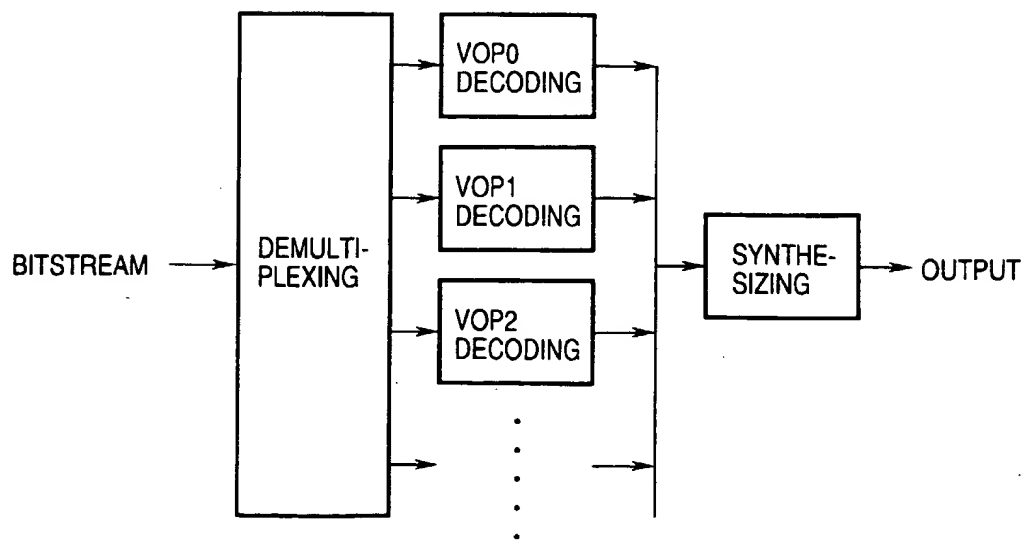 BITSTREAM
DEMULTI-
PLEXING
VOP0
DECODING
VOP1
DECODING
VOP2
DECODING
SYNTHE-
SIZING
OUTPUT